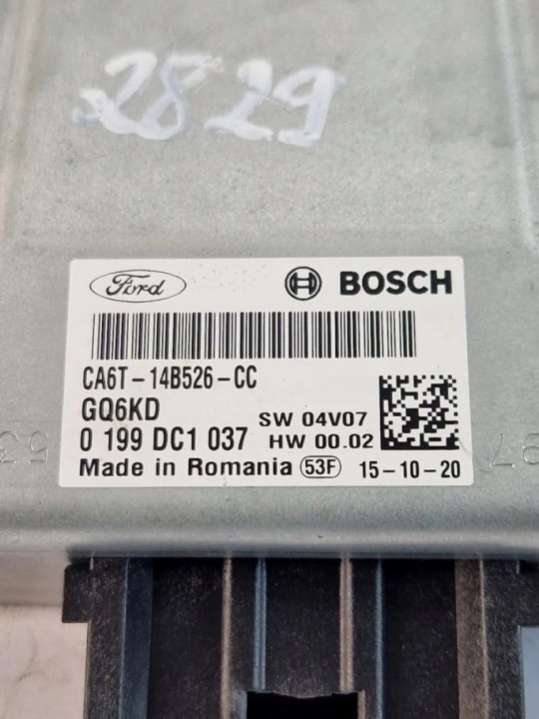 2829
Ford
BOSCH
CA6T-14B526-CC
GQ6KD
SW 04V07
0 199 DC1 037
HW 00.02
Made in Romania 53F 15-10-20